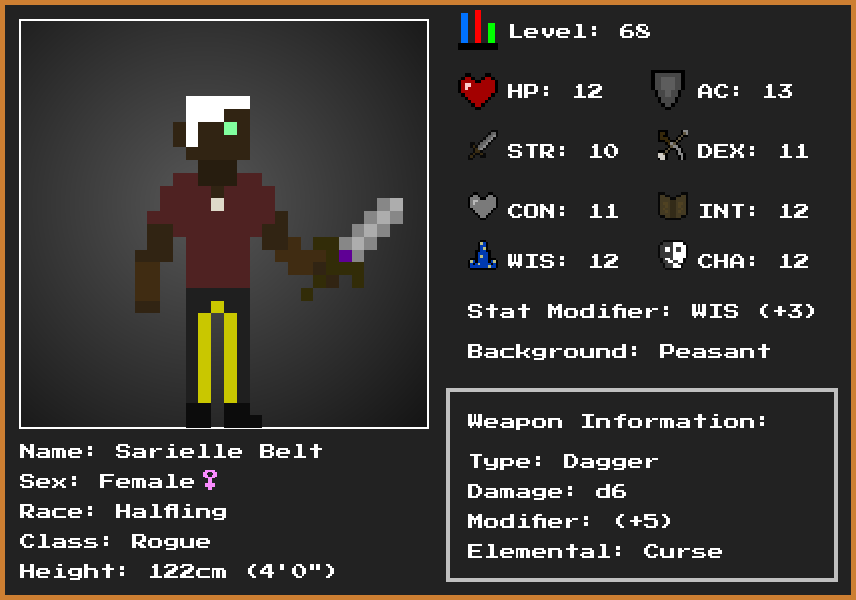 Level: 68
HP: 12
AC: 13
STR: 10
DEX: 11
CON: 11
INT: 12
WIS: 12
CHA: 12
Stat Modifier: WIS (+3)
Background: Peasant
Weapon Information:
Type: Dagger
Damage: d6
Modifier: (+5)
Elemental: Curse
Name: Sarielle Belt
Sex: Female♀
Race: Halfling
Class: Rogue
Height: 122cm (4'0")